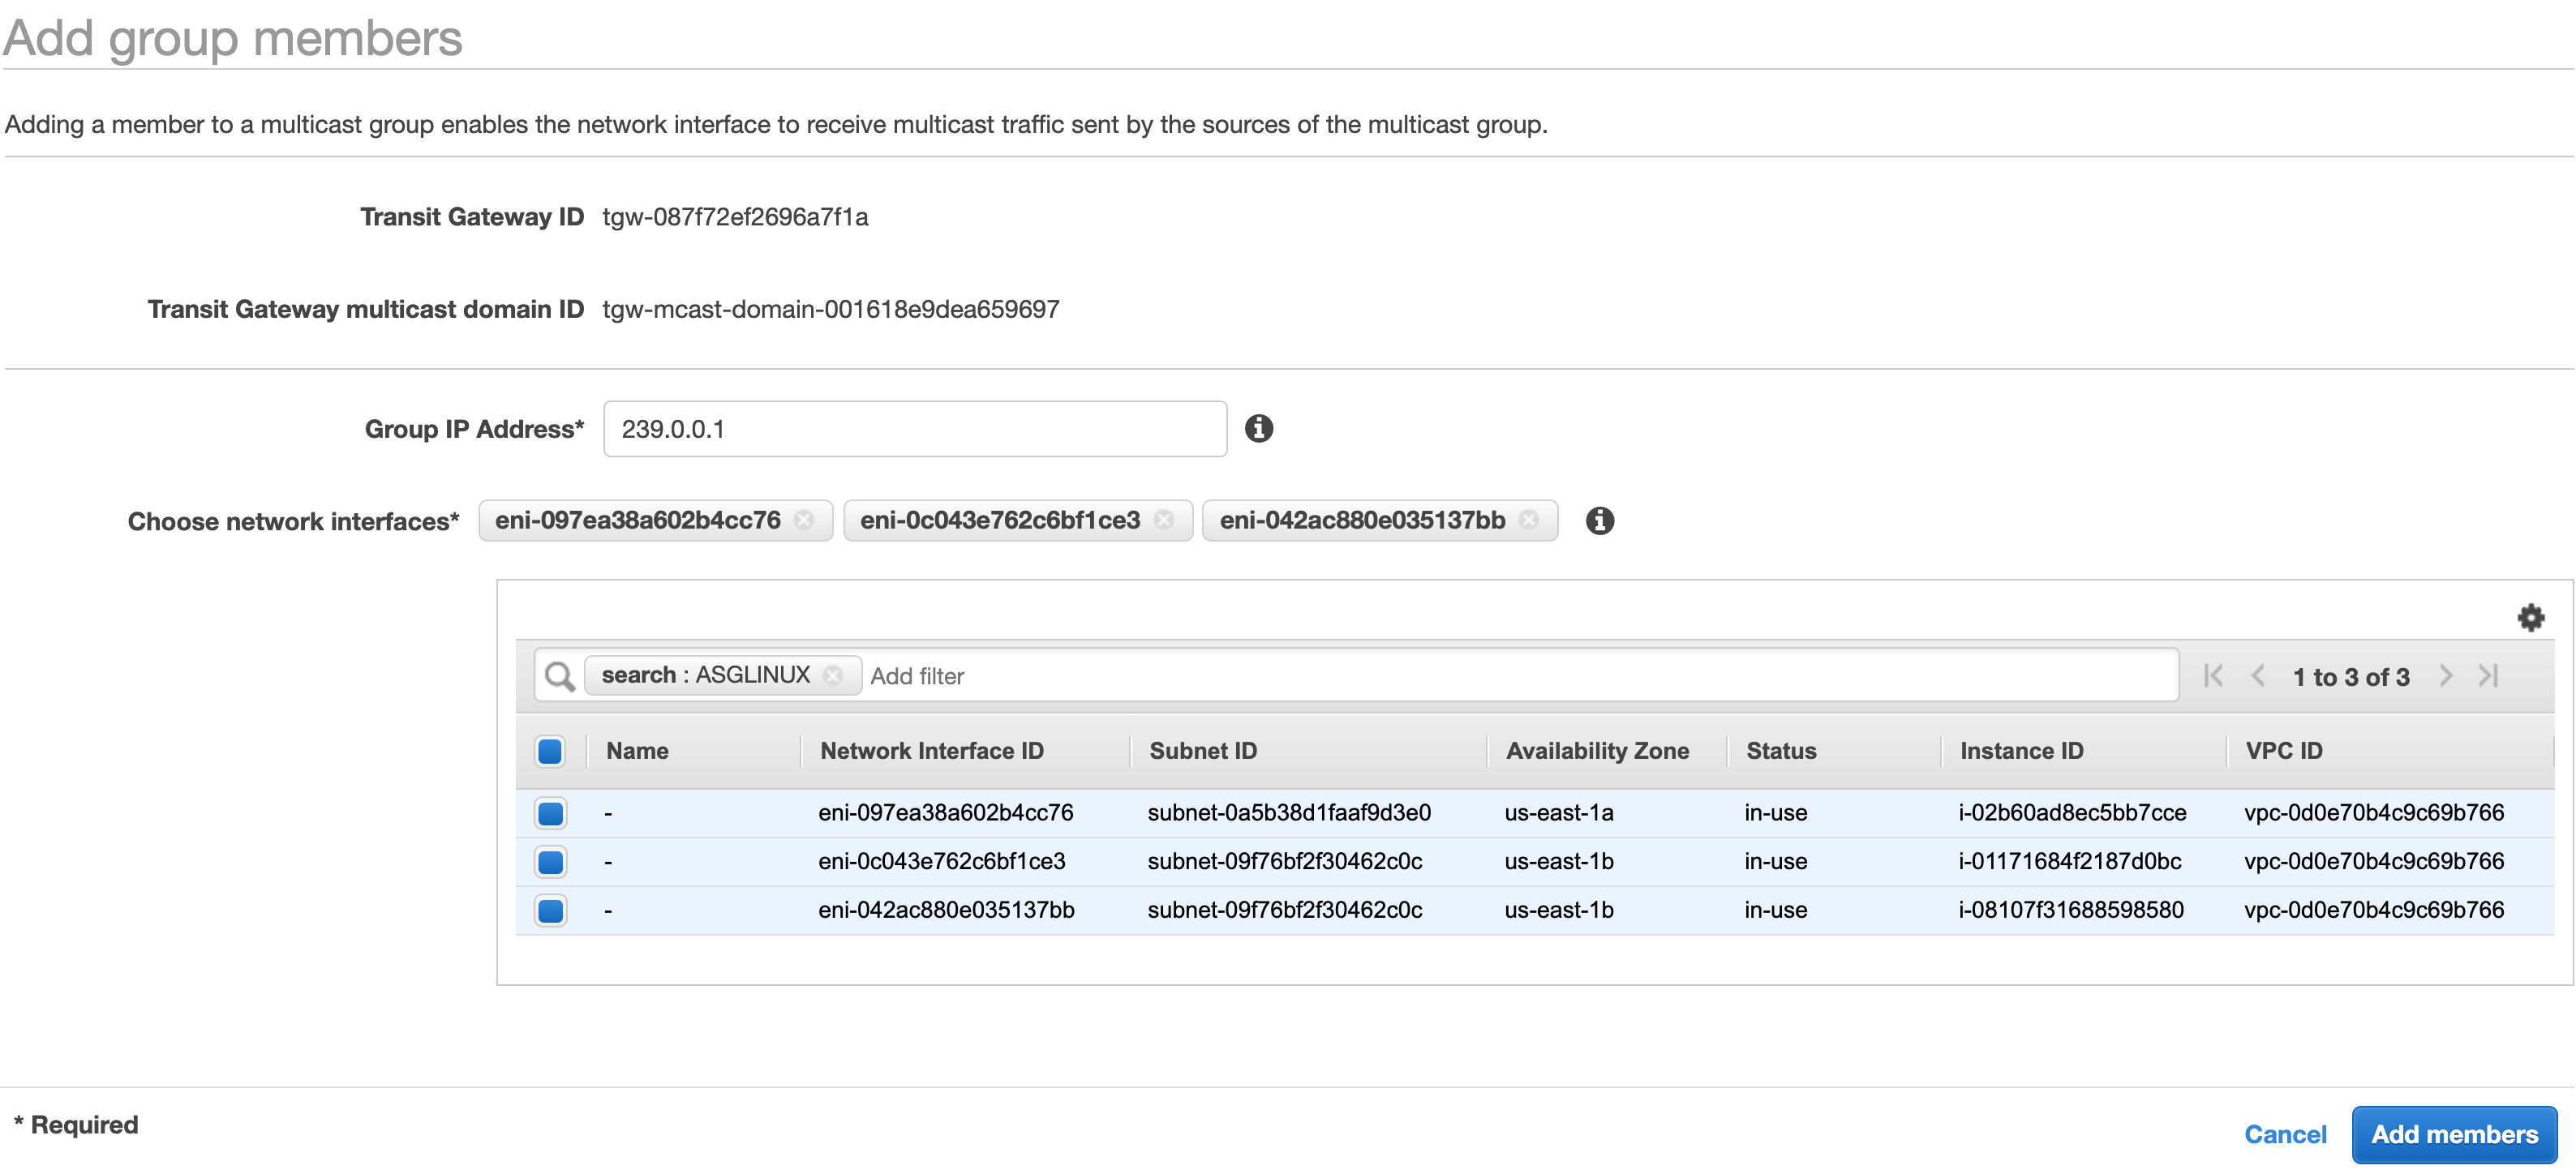 Add group members
Adding a member to a multicast group enables the network interface to receive multicast traffic sent by the sources of the multicast group.
Transit Gateway ID tgw-087f72ef2696a7f1a
Transit Gateway multicast domain ID tgw-mcast-domain-001618e9dea659697
Group IP Address* 239.0.0.1
Choose network interfaces* eni-097ea38a602b4cc76 eni-0c043e762c6bf1ce3 eni-042ac880e035137bb
search : ASGLINUX Add filter 1 to 3 of 3
Name Network Interface ID Subnet ID Availability Zone Status Instance ID VPC ID
- eni-097ea38a602b4cc76 subnet-0a5b38d1faaf9d3e0 us-east-1a in-use i-02b60ad8ec5bb7cce vpc-0d0e70b4c9c69b766
- eni-0c043e762c6bf1ce3 subnet-09f76bf2f30462c0c us-east-1b in-use i-01171684f2187d0bc vpc-0d0e70b4c9c69b766
- eni-042ac880e035137bb subnet-09f76bf2f30462c0c us-east-1b in-use i-08107f31688598580 vpc-0d0e70b4c9c69b766
* Required
Cancel Add members